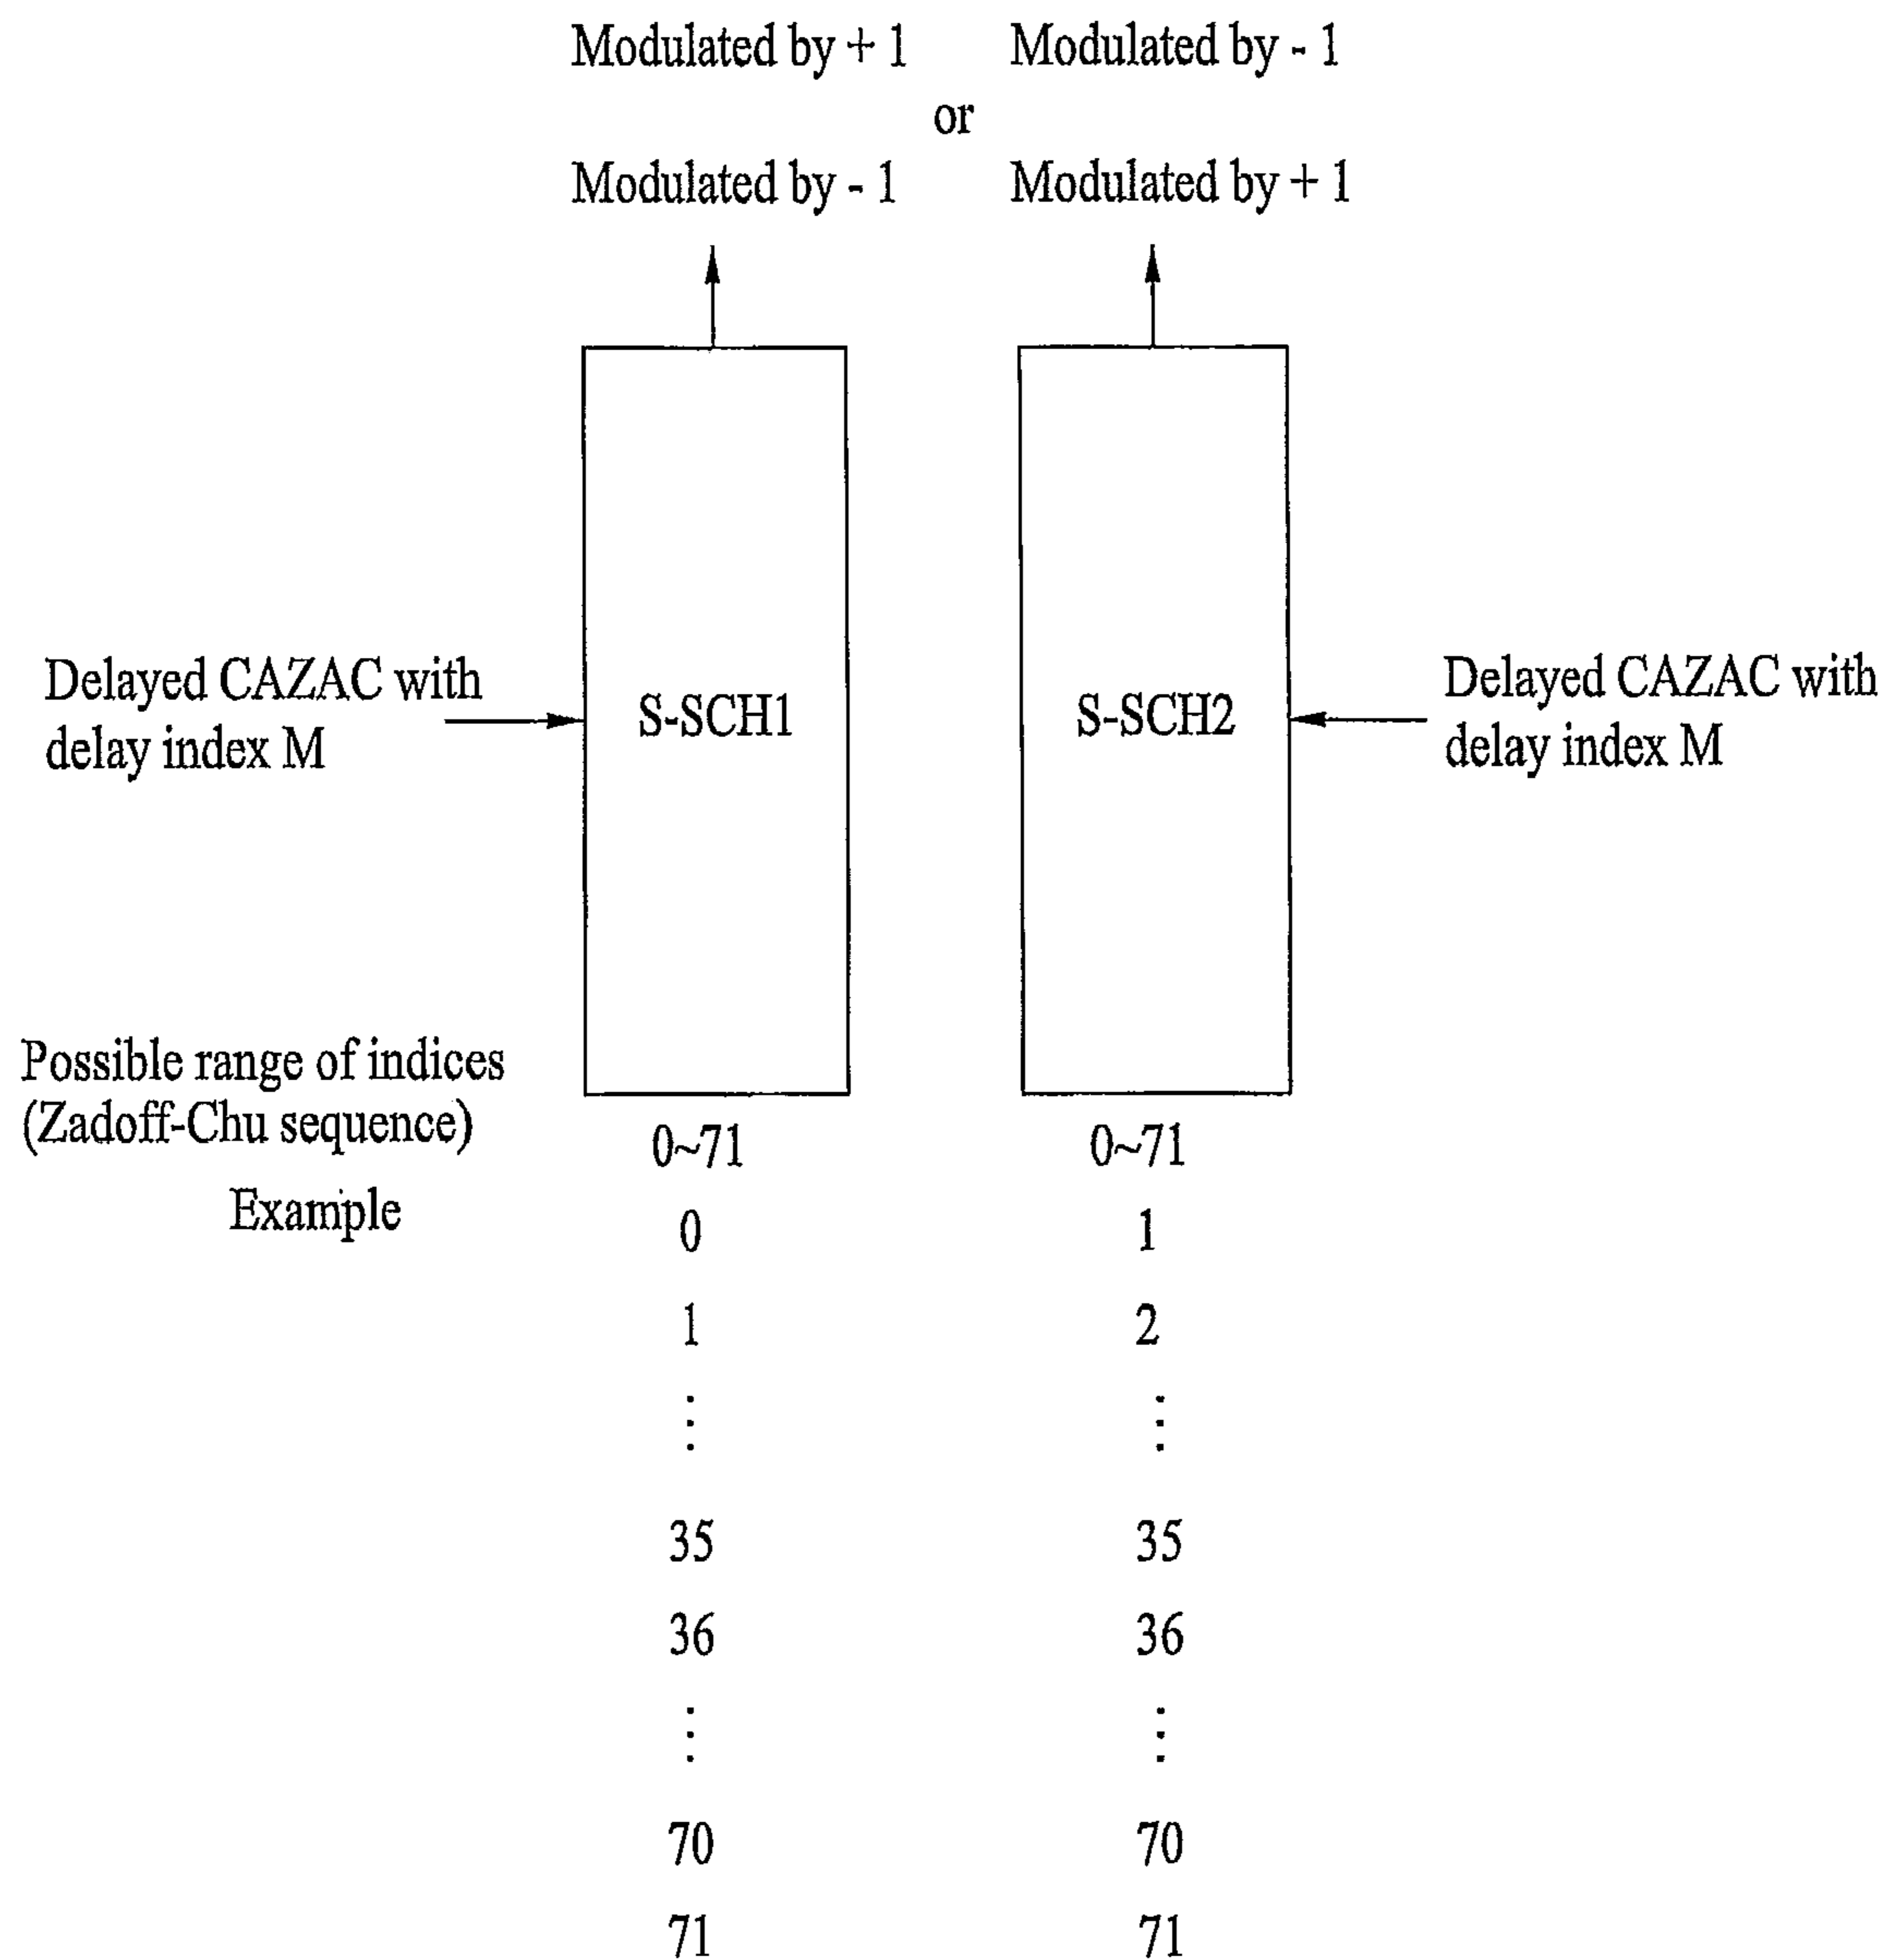 Modulated by + 1 Modulated by - 1
or
Modulated by - 1 Modulated by + 1
Delayed CAZAC with
delay index M
S-SCH1
S-SCH2
Delayed CAZAC with
delay index M
Possible range of indices
(Zadoff-Chu sequence)
0~71 0~71
Example 0 1
1 2
⋮ ⋮
35 35
36 36
⋮ ⋮
70 70
71 71